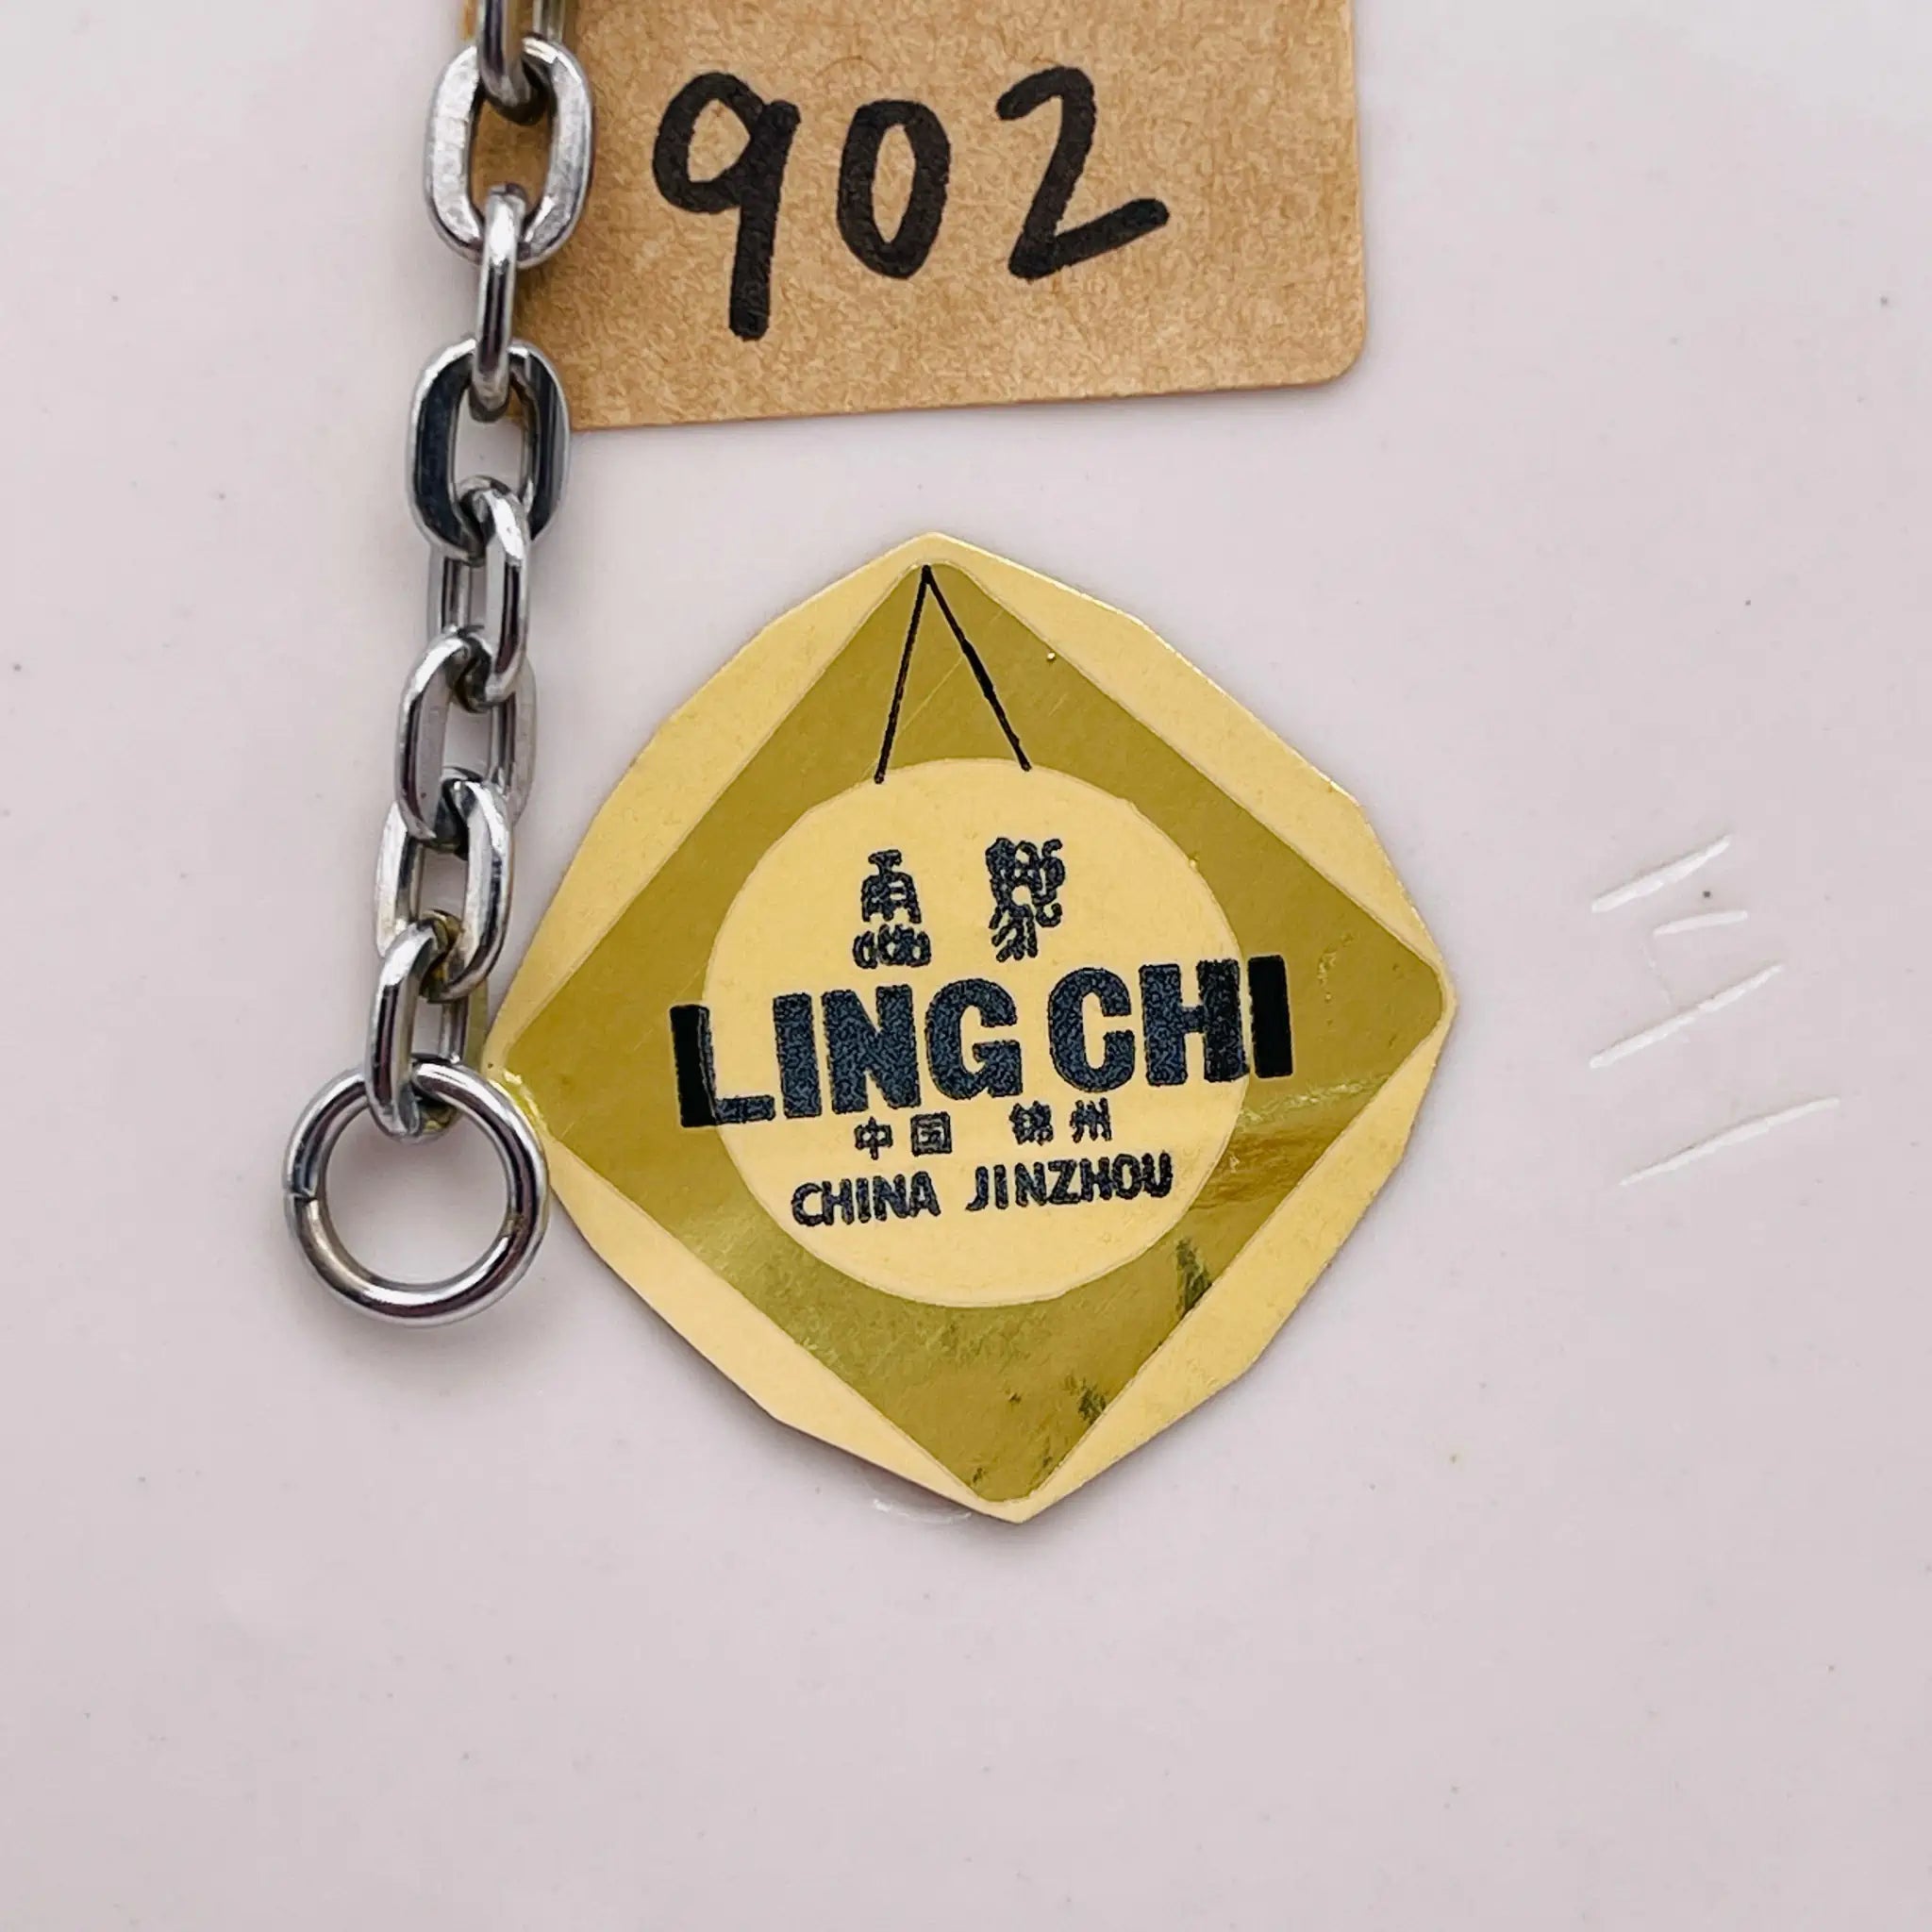 902
LING CHI
中国 锦州
CHINA JINZHOU